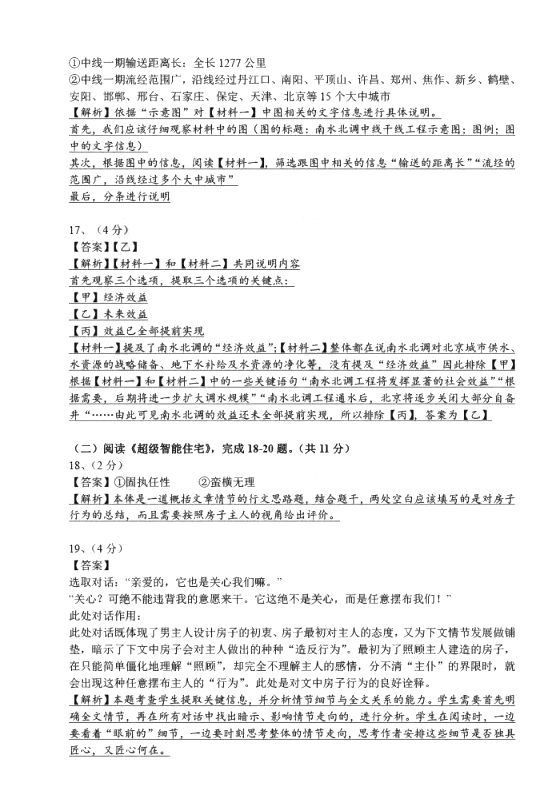 ①中线一期输送距离长：全长 1277 公里
②中线一期流经范围广，沿线经过丹江口、南阳、平顶山、许昌、郑州、焦作、新乡、鹤壁、
安阳、邯郸、邢台、石家庄、保定、天津、北京等 15 个大中城市
【解析】依据“示意图”对【材料一】中图相关的文字信息进行具体说明。
首先，我们应该仔细观察材料中的图（图的标题：南水北调中线干线工程示意图；图例；图
中的文字信息）
其次，根据图中的信息，阅读【材料一】，筛选跟图中相关的信息“输送的距离长”“流经的
范围广，沿线经过多个大中城市”
最后，分条进行说明
17、（4 分）
【答案】【乙】
【解析】【材料一】和【材料二】共同说明内容
首先观察三个选项，提取三个选项的关键点：
【甲】经济效益
【乙】未来效益
【丙】效益已全部提前实现
【材料一】提及了南水北调的“经济效益”；【材料二】整体都在说南水北调对北京城市供水、
水资源的战略储备、地下水补给及水资源的净化等，没有提及“经济效益”因此排除【甲】
根据【材料一】和【材料二】中的一些关键语句“南水北调工程将发挥显著的社会效益”“根
据需要，后期将进一步扩大调水规模”“南水北调工程通水后，北京将逐步关闭大部分自备
井“……由此可见南水北调的效益还未全部提前实现，所以排除【丙】，答案为【乙】
（二）阅读《超级智能住宅》，完成 18-20 题。（共 11 分）
18、（2 分）
【答案】①固执任性 ②蛮横无理
【解析】本体是一道概括文章情节的行文思路题，结合题干，两处空白应该填写的是对房子
行为的总结，而且需要按照房子主人的视角给出评价。
19、（4 分）
【答案】
选取对话：“亲爱的，它也是关心我们嘛。”
“关心？可绝不能违背我的意愿来干。它这绝不是关心，而是任意摆布我们！”
此处对话作用：
此处对话既体现了男主人设计房子的初衷、房子最初对主人的态度，又为下文情节发展做铺
垫，暗示了下文中房子会对主人做出的种种“造反行为”。最初为了照顾主人建造的房子，
在只能简单僵化地理解“照顾”，却完全不理解主人的感情，分不清“主仆”的界限时，就
会出现这种任意摆布主人的“行为”。此处是对文中房子行为的良好诠释。
【解析】本题考查学生提取关键信息，并分析情节细节与全文关系的能力。学生需要首先明
确全文情节，再在所有对话中找出暗示、影响情节走向的，进行分析。学生在阅读时，一边
要看着“眼前的”细节，一边要时刻思考整体的情节走向，思考作者安排这些细节是否独具
匠心，又匠心何在。